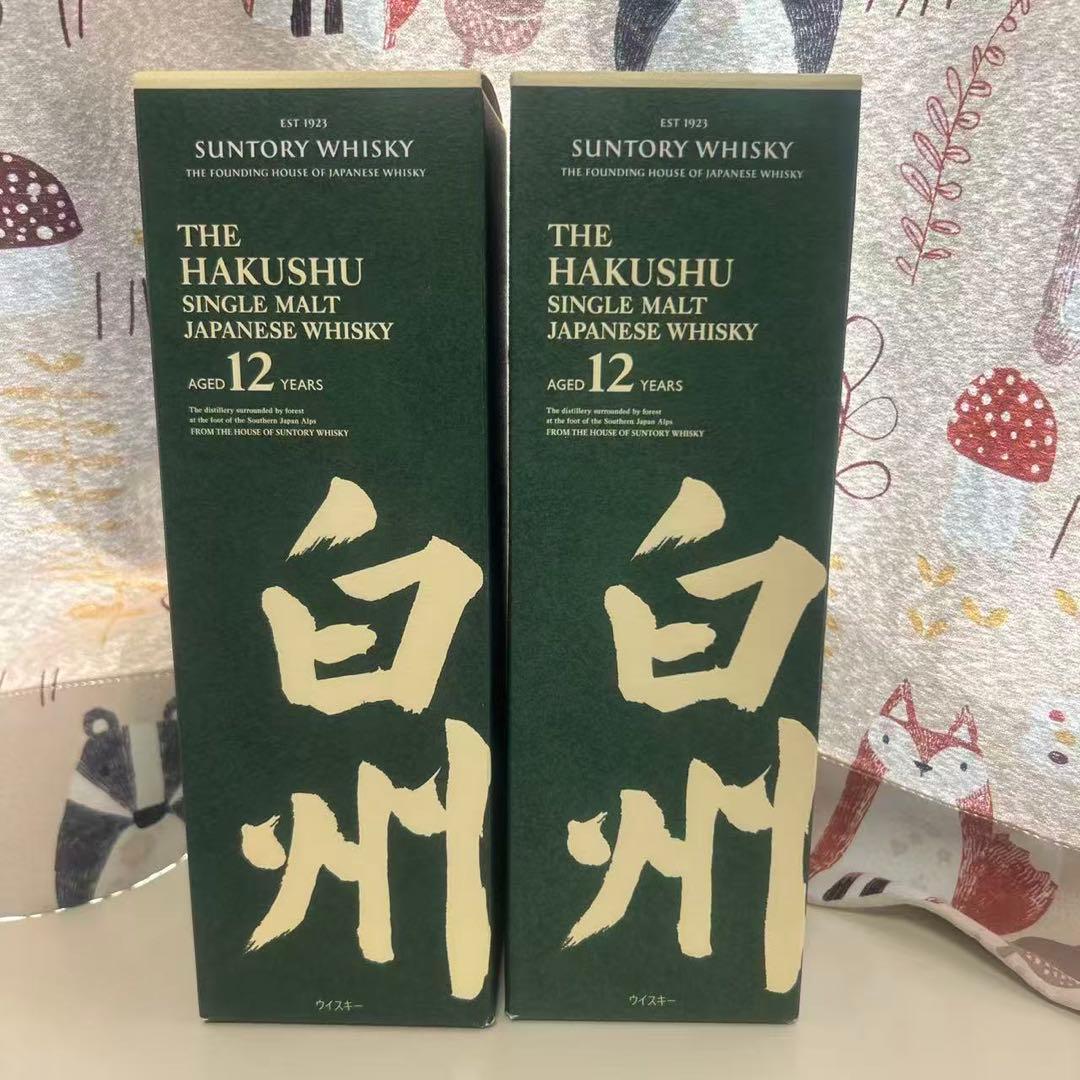 EST 1923
SUNTORY WHISKY
THE FOUNDING HOUSE OF JAPANESE WHISKY
THE
HAKUSHU
SINGLE MALT
JAPANESE WHISKY
AGED 12 YEARS
The distillery surrounded by forest
at the foot of the Southern Japan Alps
FROM THE HOUSE OF SUNTORY WHISKY
白
州
ウイスキー
EST 1923
SUNTORY WHISKY
THE FOUNDING HOUSE OF JAPANESE WHISKY
THE
HAKUSHU
SINGLE MALT
JAPANESE WHISKY
AGED 12 YEARS
The distillery surrounded by forest
at the foot of the Southern Japan Alps
FROM THE HOUSE OF SUNTORY WHISKY
白
州
ウイスキー